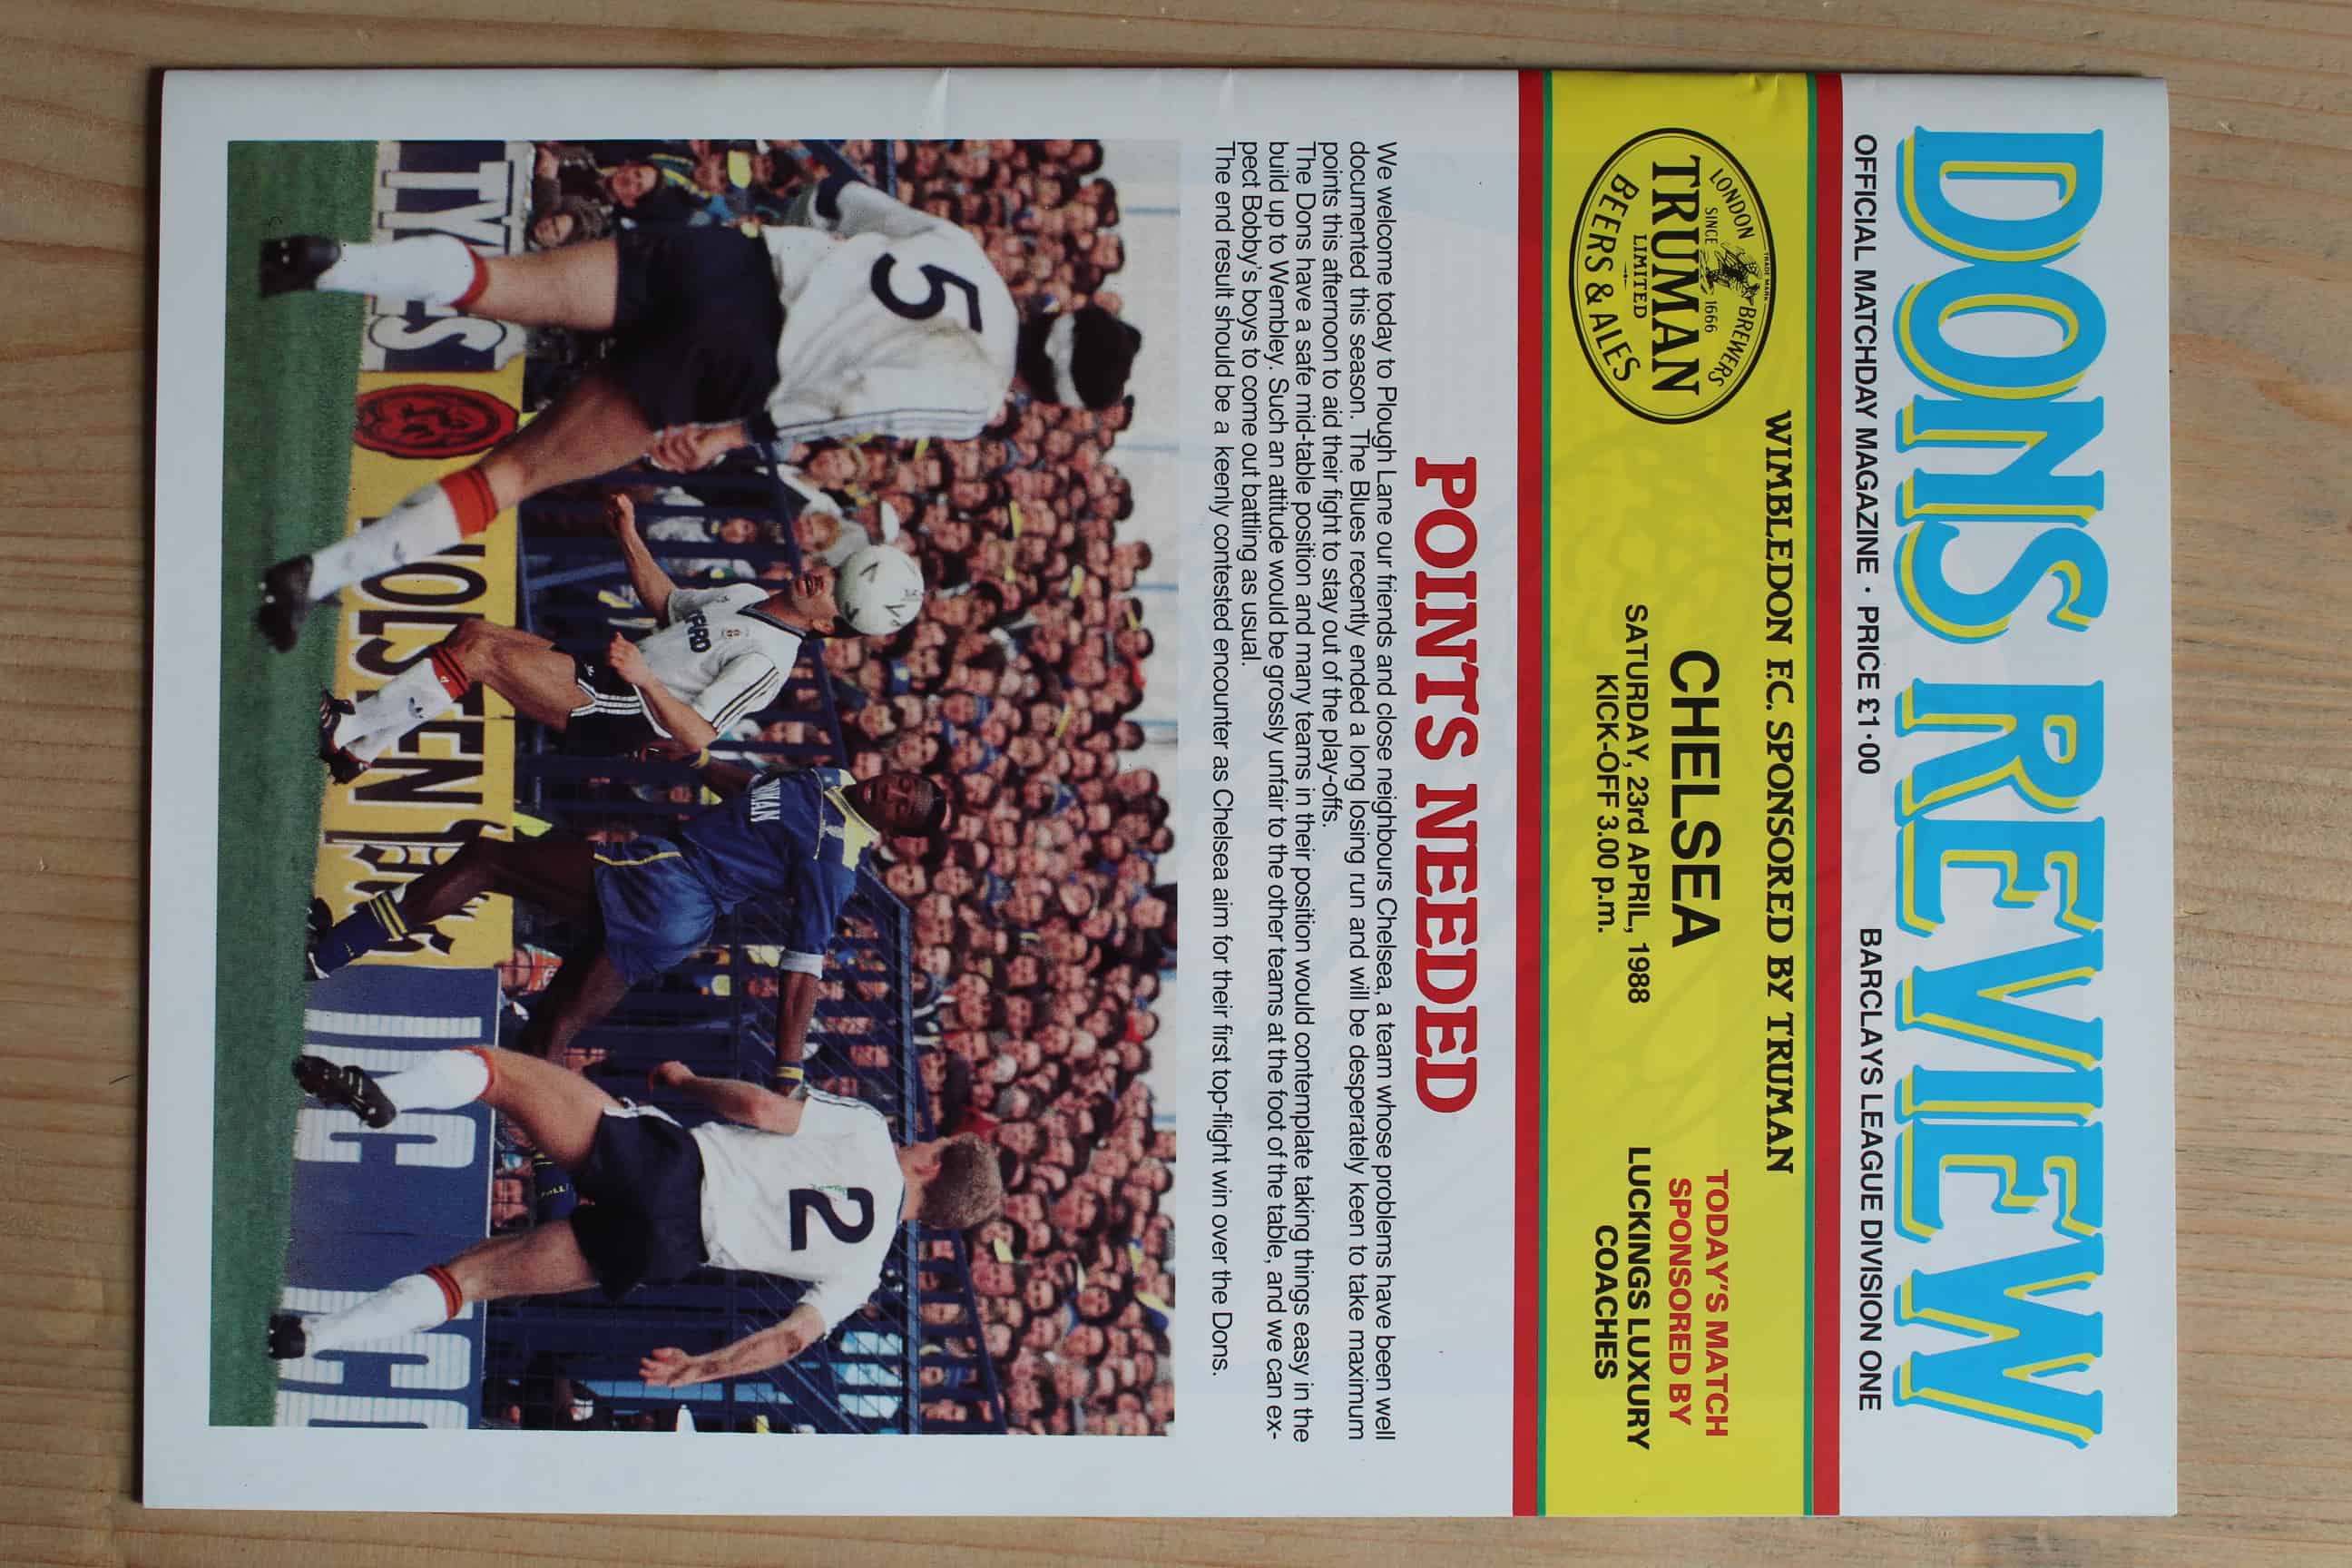 DONS REVIEW
OFFICIAL MATCHDAY MAGAZINE · PRICE £1·00 BARCLAYS LEAGUE DIVISION ONE
WIMBLEDON F.C. SPONSORED BY TRUMAN
LONDON BREWERS
TRADE MARK
SINCE 1666
TRUMAN
LIMITED
BEERS & ALES
CHELSEA
SATURDAY, 23rd APRIL, 1988
KICK-OFF 3.00 p.m.
TODAY'S MATCH
SPONSORED BY
LUCKINGS LUXURY
COACHES
POINTS NEEDED
We welcome today to Plough Lane our friends and close neighbours Chelsea, a team whose problems have been well
documented this season. The Blues recently ended a long losing run and will be desperately keen to take maximum
points this afternoon to aid their fight to stay out of the play-offs.
The Dons have a safe mid-table position and many teams in their position would contemplate taking things easy in the
build up to Wembley. Such an attitude would be grossly unfair to the other teams at the foot of the table, and we can ex-
pect Bobby's boys to come out battling as usual.
The end result should be a keenly contested encounter as Chelsea aim for their first top-flight win over the Dons.
5
2
TYKES